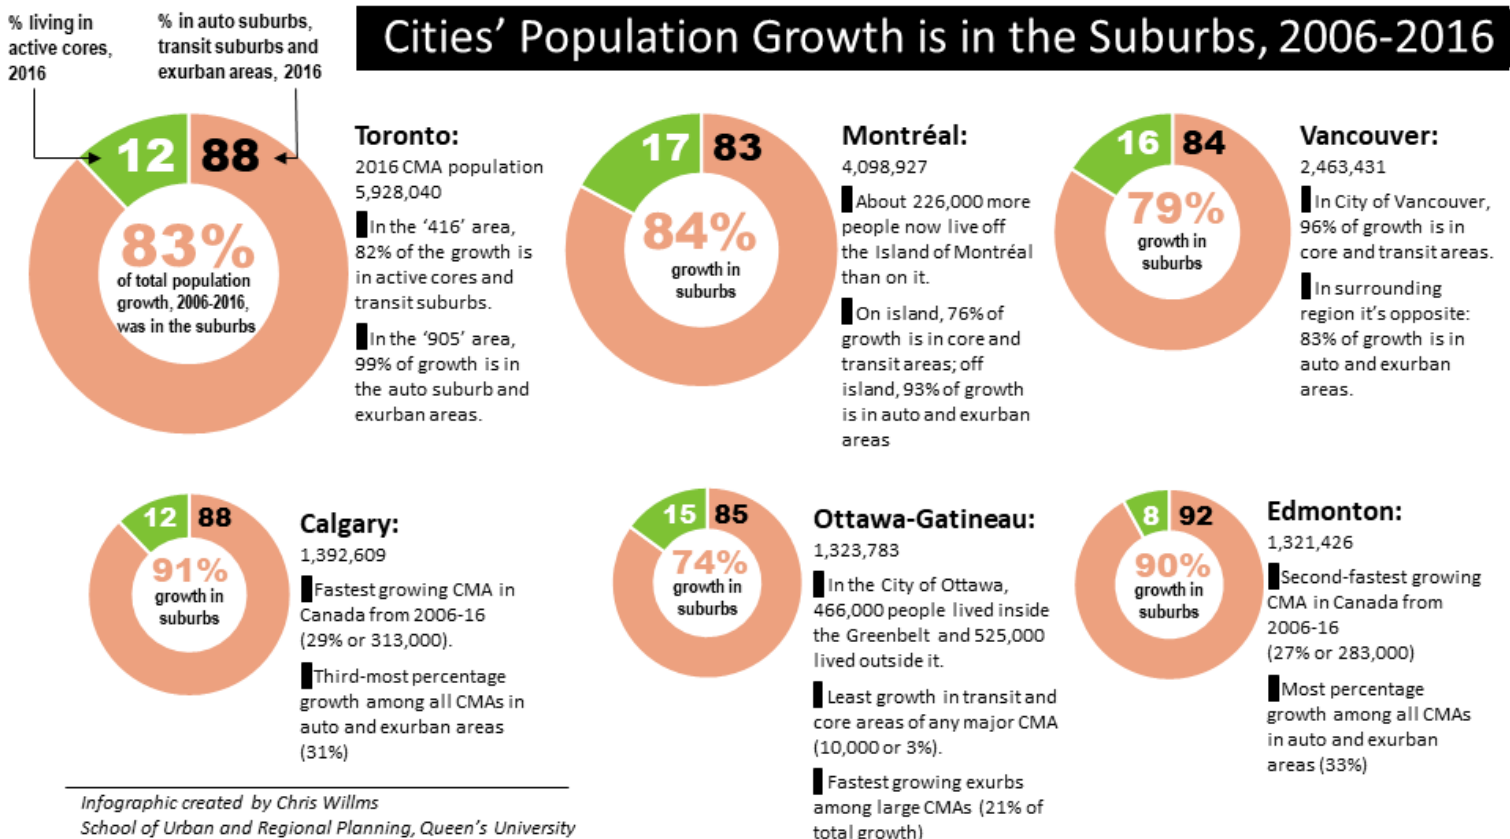 % living in
active cores,
2016
% in auto suburbs,
transit suburbs and
exurban areas, 2016
Cities’ Population Growth is in the Suburbs, 2006-2016
12
88
83%
of total population
growth, 2006-2016,
was in the suburbs
Toronto:
2016 CMA population
5,928,040
In the ‘416’ area,
82% of the growth is
in active cores and
transit suburbs.
In the ‘905’ area,
99% of growth is in
the auto suburb and
exurban areas.
17
83
84%
growth in
suburbs
Montréal:
4,098,927
About 226,000 more
people now live off
the Island of Montréal
than on it.
On island, 76% of
growth is in core and
transit areas; off
island, 93% of growth
is in auto and exurban
areas
16
84
79%
growth in
suburbs
Vancouver:
2,463,431
In City of Vancouver,
96% of growth is in
core and transit areas.
In surrounding
region it’s opposite:
83% of growth is in
auto and exurban
areas.
12
88
91%
growth in
suburbs
Calgary:
1,392,609
Fastest growing CMA in
Canada from 2006-16
(29% or 313,000).
Third-most percentage
growth among all CMAs in
auto and exurban areas
(31%)
15
85
74%
growth in
suburbs
Ottawa-Gatineau:
1,323,783
In the City of Ottawa,
466,000 people lived inside
the Greenbelt and 525,000
lived outside it.
Least growth in transit and
core areas of any major CMA
(10,000 or 3%).
Fastest growing exurbs
among large CMAs (21% of
total growth)
8
92
90%
growth in
suburbs
Edmonton:
1,321,426
Second-fastest growing
CMA in Canada from
2006-16
(27% or 283,000)
Most percentage
growth among all CMAs
in auto and exurban
areas (33%)
Infographic created by Chris Willms
School of Urban and Regional Planning, Queen’s University